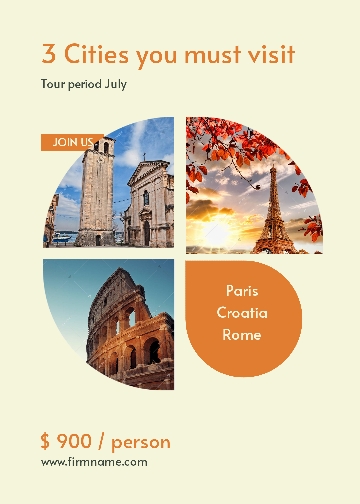 3 Cities you must visit
Tour period July
JOIN US
Paris
Croatia
Rome
$ 900 / person
www.firmname.com